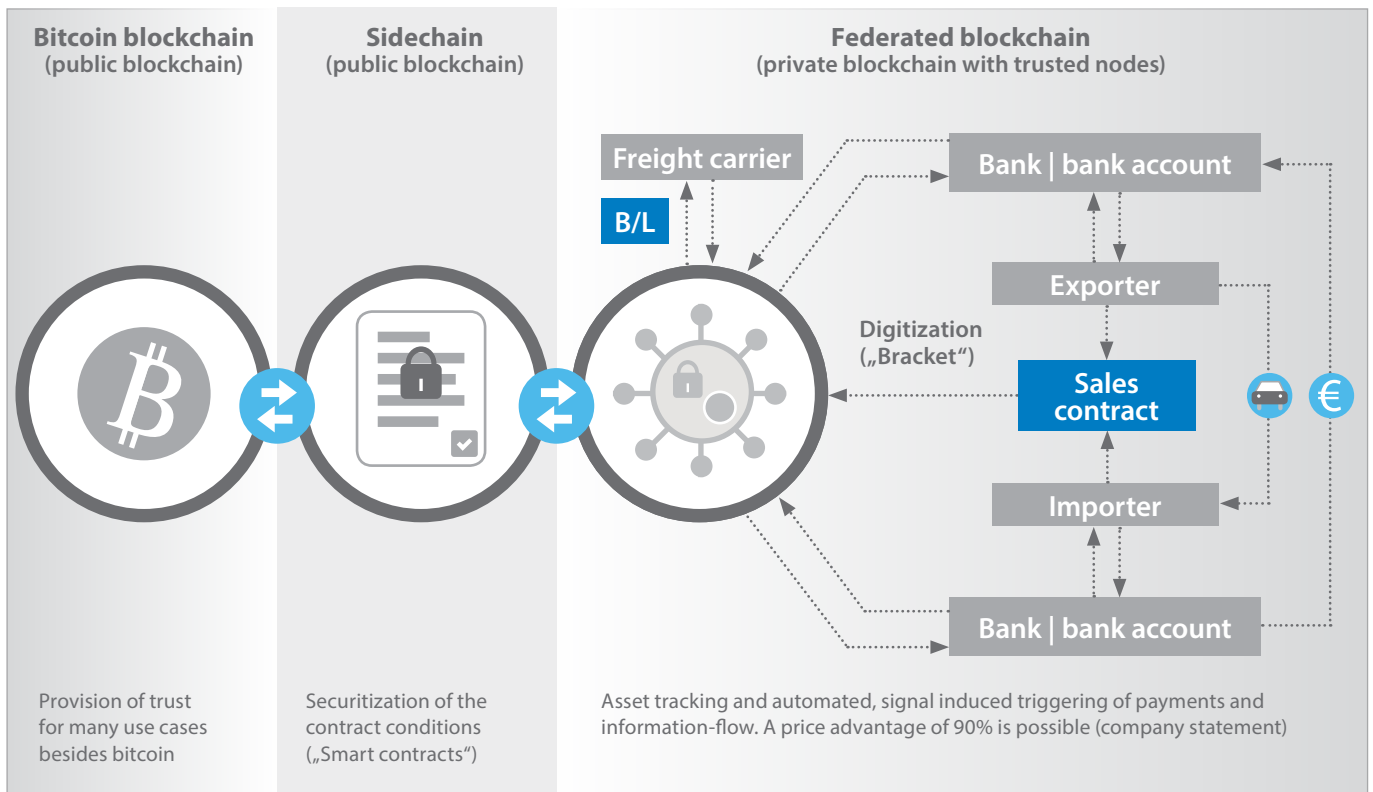 Bitcoin blockchain
(public blockchain)
Sidechain
(public blockchain)
Federated blockchain
(private blockchain with trusted nodes)
Freight carrier
B/L
Bank | bank account
Exporter
Digitization
(„Bracket“)
Sales
contract
€
Importer
Bank | bank account
Provision of trust
for many use cases
besides bitcoin
Securitization of the
contract conditions
(„Smart contracts“)
Asset tracking and automated, signal induced triggering of payments and
information-flow. A price advantage of 90% is possible (company statement)